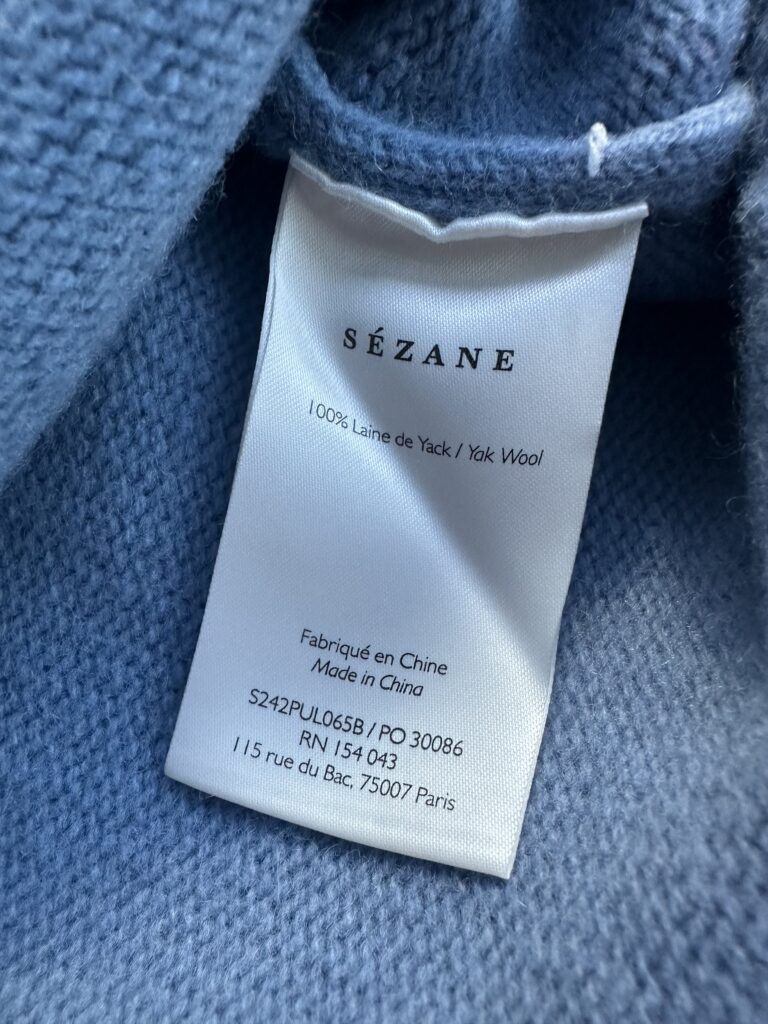 SÉZANE
100% Laine de Yack / Yak Wool
Fabriqué en Chine
Made in China
S242PUL065B / PO 30086
RN 154 043
115 rue du Bac, 75007 Paris